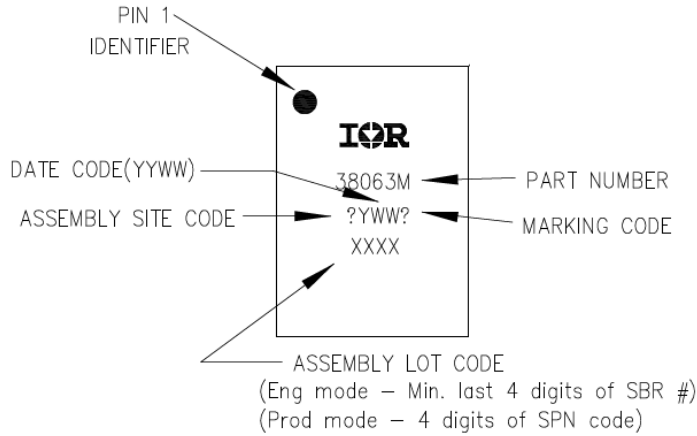 PIN 1
IDENTIFIER
IOR
DATE CODE(YYWW)
38063M
PART NUMBER
ASSEMBLY SITE CODE
?YWW?
MARKING CODE
XXXX
ASSEMBLY LOT CODE
(Eng mode – Min. last 4 digits of SBR #)
(Prod mode – 4 digits of SPN code)